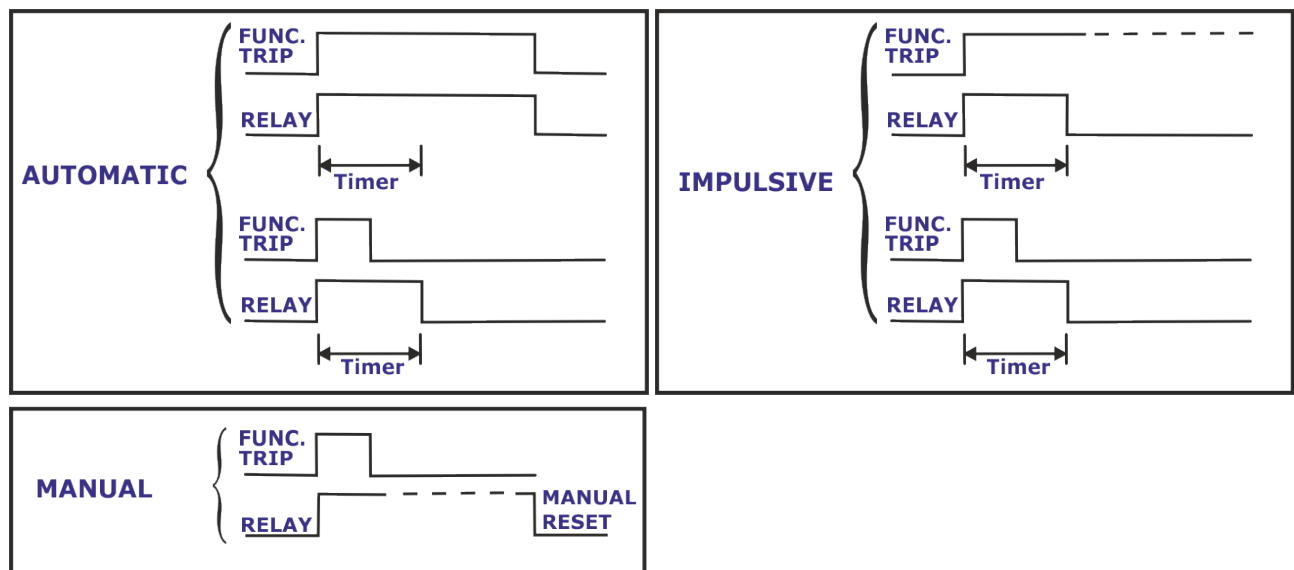 AUTOMATIC
FUNC.
TRIP
RELAY
Timer
FUNC.
TRIP
RELAY
Timer
IMPULSIVE
FUNC.
TRIP
RELAY
Timer
FUNC.
TRIP
RELAY
Timer
MANUAL
FUNC.
TRIP
RELAY
MANUAL
RESET